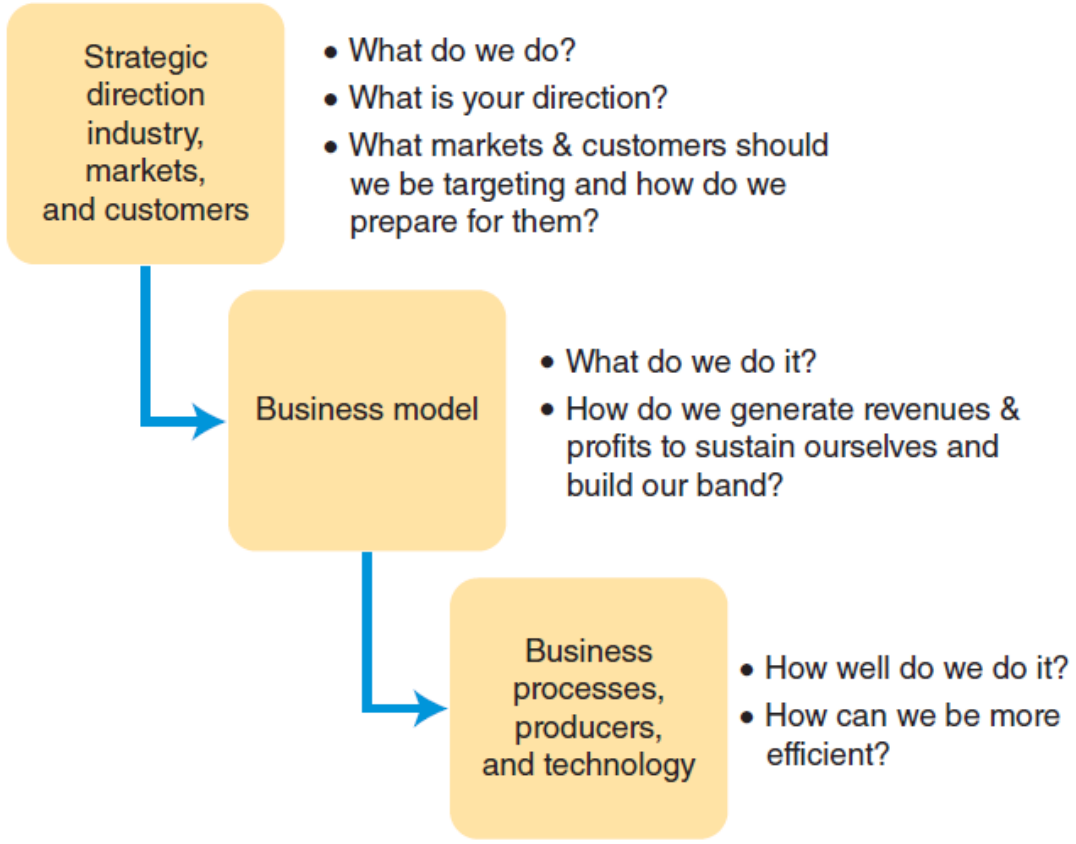 Strategic
direction
industry,
markets,
and customers
• What do we do?
• What is your direction?
• What markets & customers should
we be targeting and how do we
prepare for them?
Business model
• What do we do it?
• How do we generate revenues &
profits to sustain ourselves and
build our band?
Business
processes,
producers,
and technology
• How well do we do it?
• How can we be more
efficient?